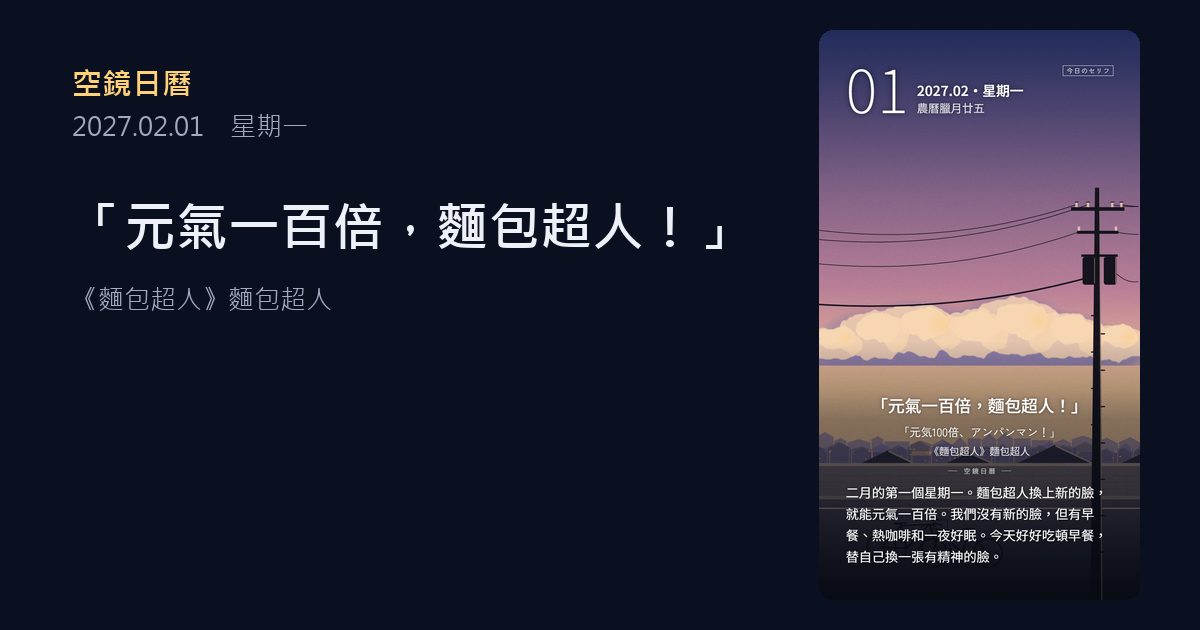 空鏡日曆
2027.02.01　星期一
「元氣一百倍，麵包超人！」
《麵包超人》麵包超人
今日のセリフ
01
2027.02・星期一
農曆臘月廿五
「元氣一百倍，麵包超人！」
「元気100倍、アンパンマン！」
《麵包超人》麵包超人
— 空鏡日曆 —
二月的第一個星期一。麵包超人換上新的臉，
就能元氣一百倍。我們沒有新的臉，但有早
餐、熱咖啡和一夜好眠。今天好好吃頓早餐，
替自己換一張有精神的臉。